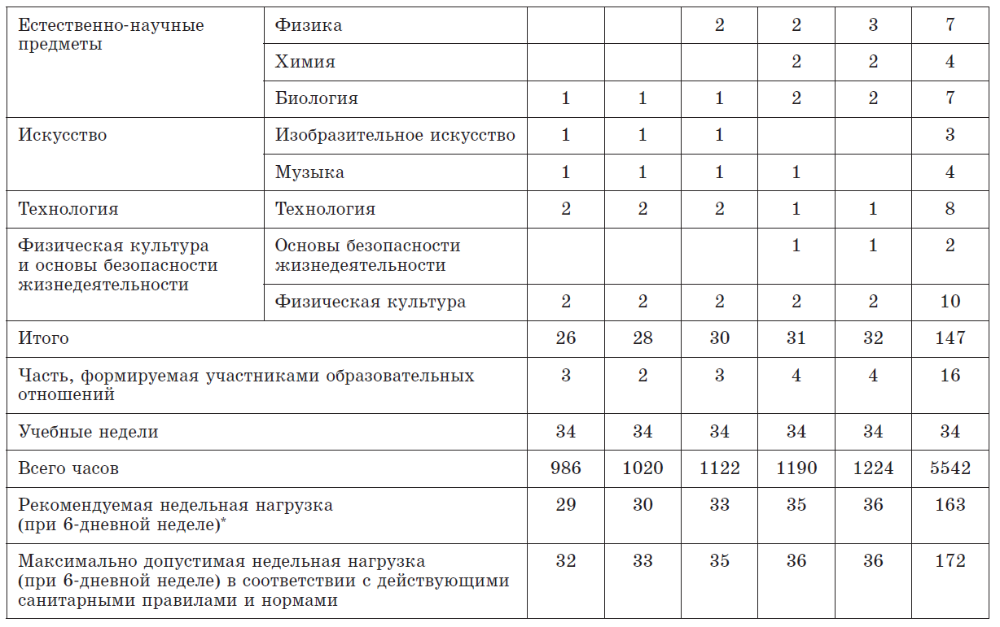 Естественно-научные
предметы
Физика 2 2 3 7
Химия 2 2 4
Биология 1 1 1 2 2 7
Искусство
Изобразительное искусство 1 1 1 3
Музыка 1 1 1 1 4
Технология Технология 2 2 2 1 1 8
Физическая культура
и основы безопасности
жизнедеятельности
Основы безопасности
жизнедеятельности
1 1 2
Физическая культура 2 2 2 2 2 10
Итого 26 28 30 31 32 147
Часть, формируемая участниками образовательных
отношений
3 2 3 4 4 16
Учебные недели 34 34 34 34 34 34
Всего часов 986 1020 1122 1190 1224 5542
Рекомендуемая недельная нагрузка
(при 6-дневной неделе)*
29 30 33 35 36 163
Максимально допустимая недельная нагрузка
(при 6-дневной неделе) в соответствии с действующими
санитарными правилами и нормами
32 33 35 36 36 172